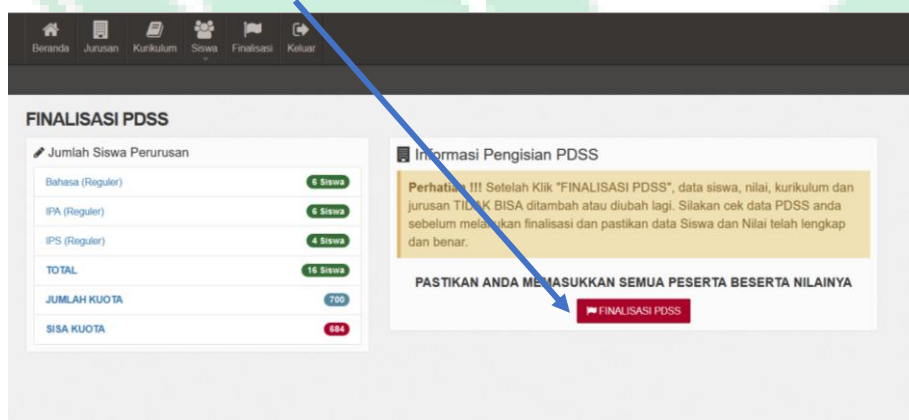 Beranda Jurusan Kurikulum Siswa Finalisasi Keluar
FINALISASI PDSS
Jumlah Siswa Perurusan
Bahasa (Reguler) 6 Siswa
IPA (Reguler) 6 Siswa
IPS (Reguler) 4 Siswa
TOTAL 16 Siswa
JUMLAH KUOTA 700
SISA KUOTA 684
Informasi Pengisian PDSS
Perhatian !!! Setelah Klik "FINALISASI PDSS", data siswa, nilai, kurikulum dan
jurusan TIDAK BISA ditambah atau diubah lagi. Silakan cek data PDSS anda
sebelum melakukan finalisasi dan pastikan data Siswa dan Nilai telah lengkap
dan benar.
PASTIKAN ANDA MEMASUKKAN SEMUA PESERTA BESERTA NILAINYA
FINALISASI PDSS